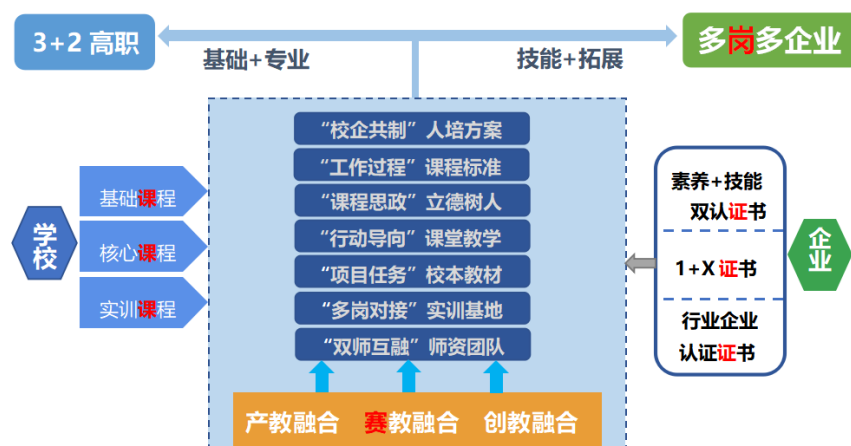 3+2 高职
多岗多企业
基础+专业
技能+拓展
“校企共制”人培方案
“工作过程”课程标准
“课程思政”立德树人
“行动导向”课堂教学
“项目任务”校本教材
“多岗对接”实训基地
“双师互融”师资团队
学校
基础课程
核心课程
实训课程
素养+技能
双认证书
1+X 证书
行业企业
认证证书
企业
产教融合 赛教融合 创教融合